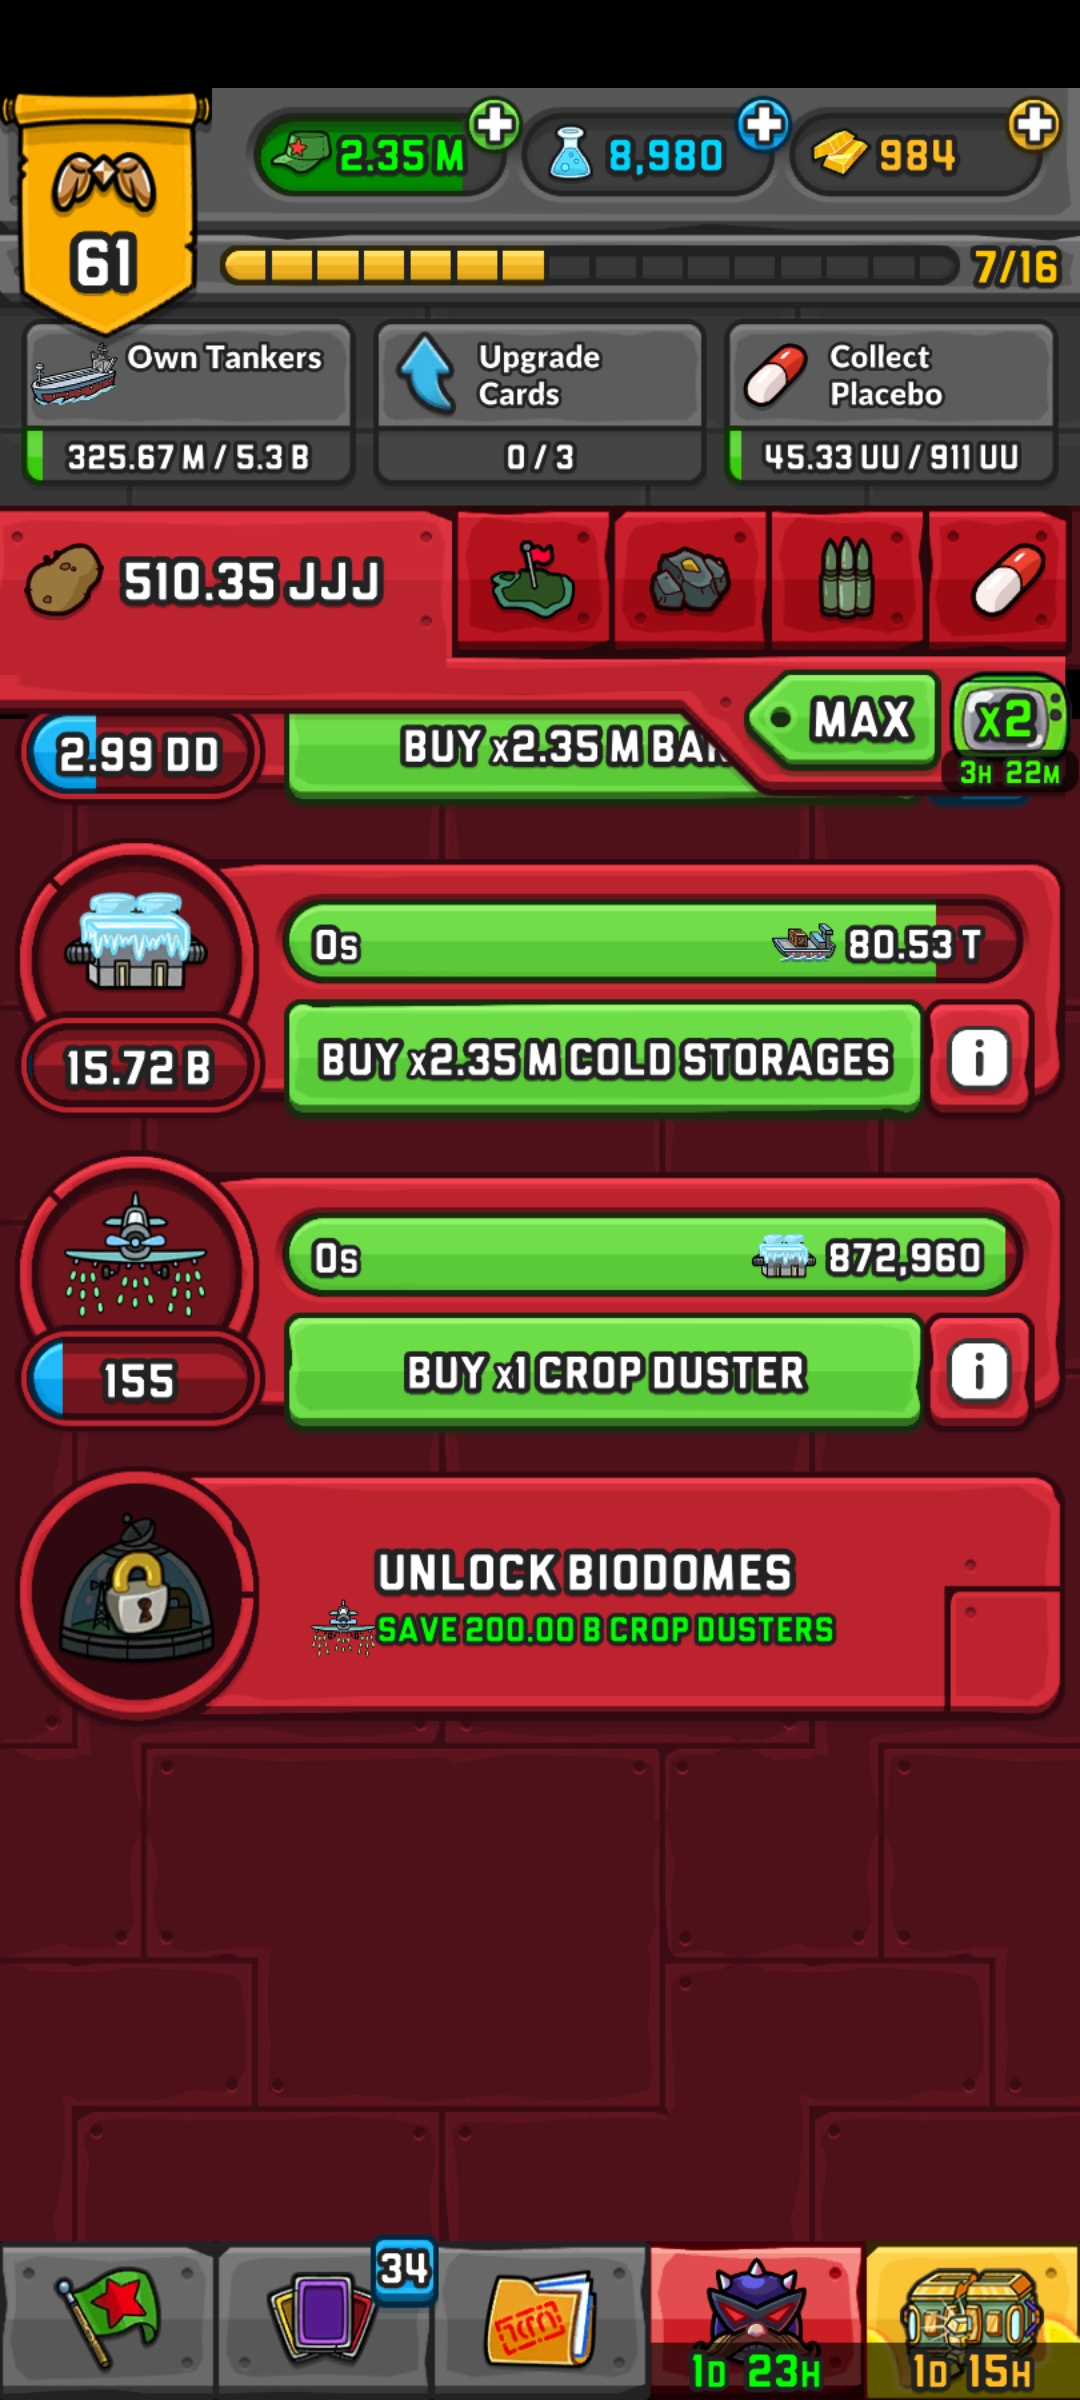 2.35 M
8,980
984
61
7/16
Own Tankers
325.67 M / 5.3 B
Upgrade
Cards
0 / 3
Collect
Placebo
45.33 UU / 911 UU
510.35 JJJ
MAX
x2
3H 22M
2.99 DD
BUY x2.35 M
0s
80.53 T
15.72 B
BUY x2.35 M COLD STORAGES
i
0s
872,960
155
BUY x1 CROP DUSTER
i
UNLOCK BIODOMES
SAVE 200.00 B CROP DUSTERS
34
1D 23H
1D 15H